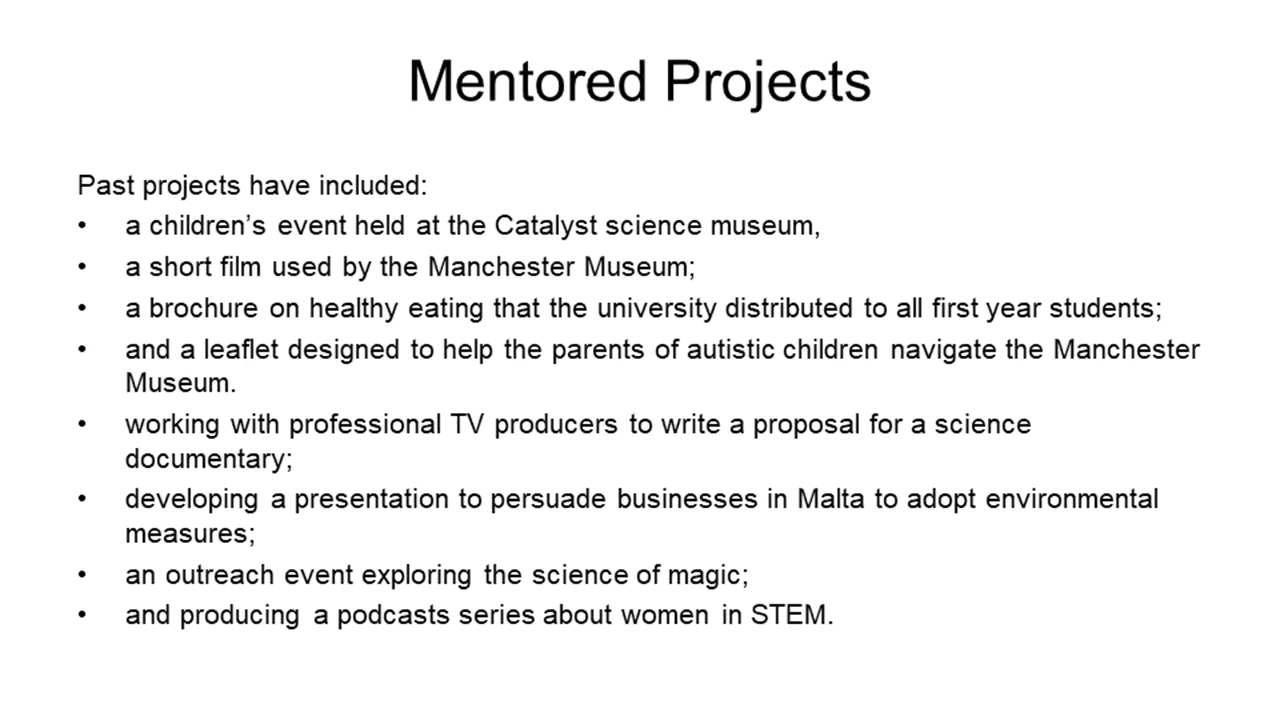 Mentored Projects
Past projects have included:
• a children’s event held at the Catalyst science museum,
• a short film used by the Manchester Museum;
• a brochure on healthy eating that the university distributed to all first year students;
• and a leaflet designed to help the parents of autistic children navigate the Manchester
Museum.
• working with professional TV producers to write a proposal for a science
documentary;
• developing a presentation to persuade businesses in Malta to adopt environmental
measures;
• an outreach event exploring the science of magic;
• and producing a podcasts series about women in STEM.